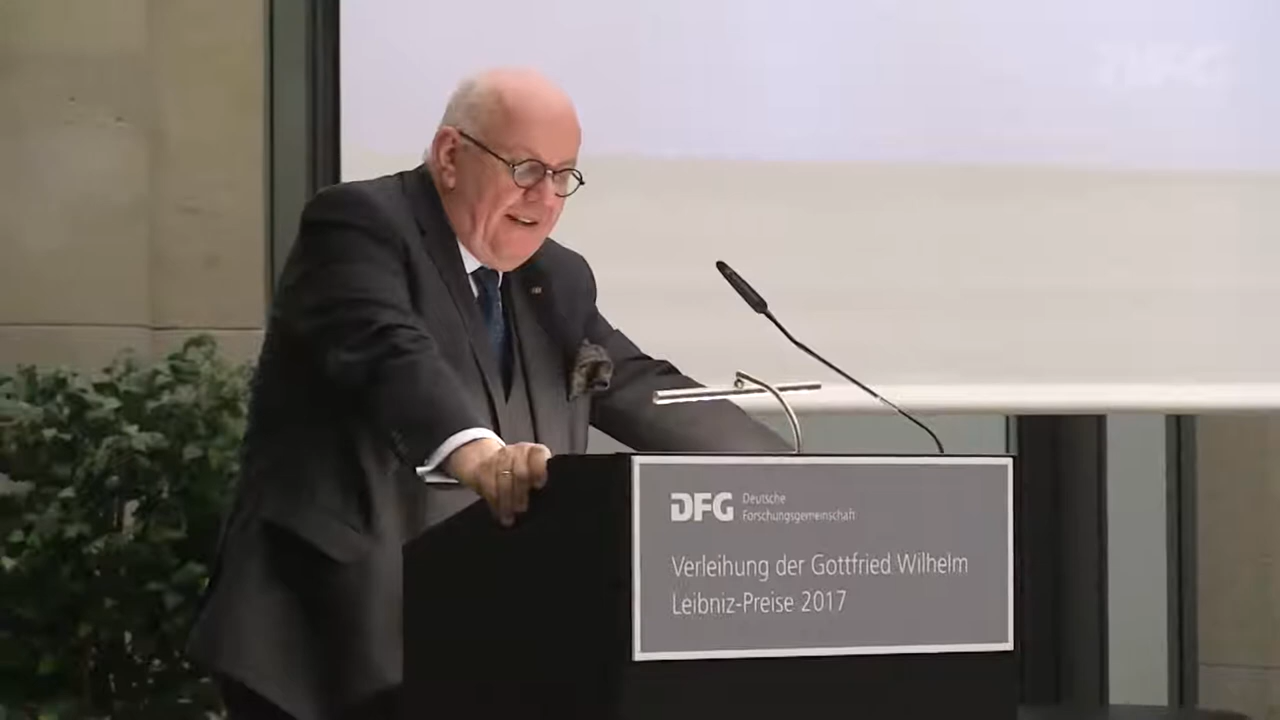 DFG
Deutsche
Forschungsgemeinschaft
Verleihung der Gottfried Wilhelm
Leibniz-Preise 2017